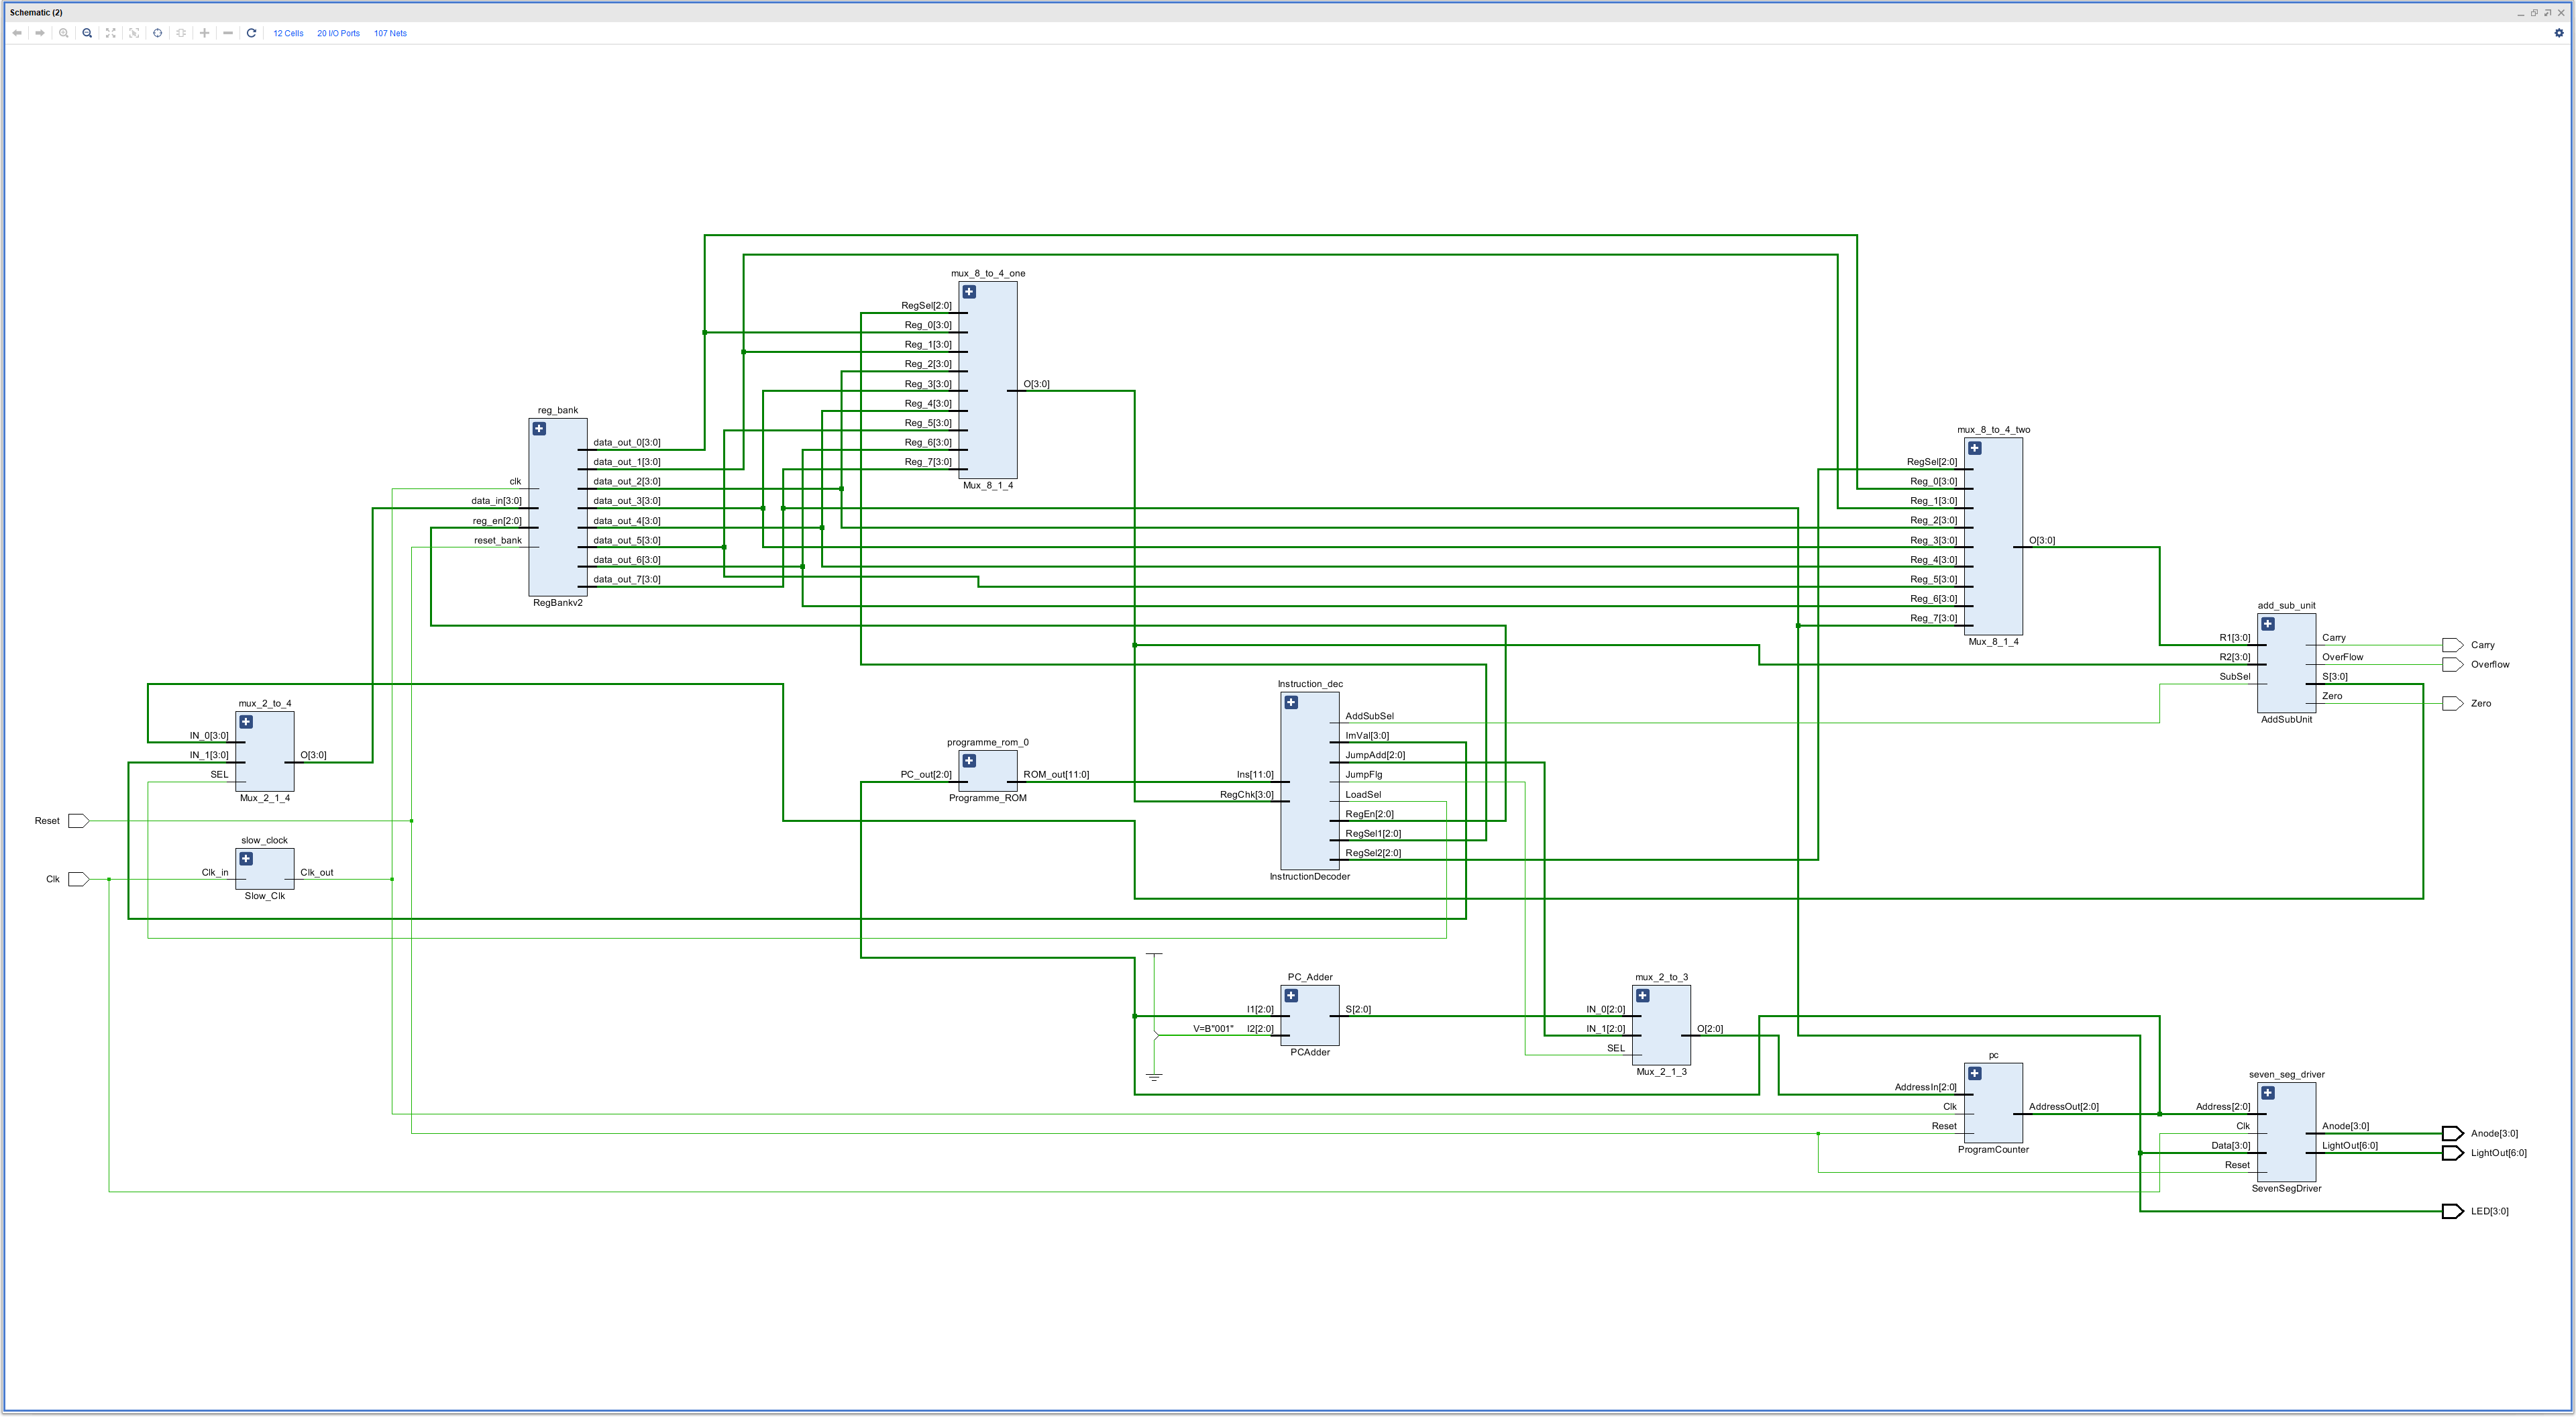 Schematic (2)
12 Cells 20 I/O Ports 107 Nets
mux_8_to_4_one
RegSel[2:0]
Reg_0[3:0]
Reg_1[3:0]
Reg_2[3:0]
Reg_3[3:0]
Reg_4[3:0]
Reg_5[3:0]
Reg_6[3:0]
Reg_7[3:0]
O[3:0]
Mux_8_1_4
reg_bank
clk
data_in[3:0]
reg_en[2:0]
reset_bank
data_out_0[3:0]
data_out_1[3:0]
data_out_2[3:0]
data_out_3[3:0]
data_out_4[3:0]
data_out_5[3:0]
data_out_6[3:0]
data_out_7[3:0]
RegBankv2
mux_8_to_4_two
RegSel[2:0]
Reg_0[3:0]
Reg_1[3:0]
Reg_2[3:0]
Reg_3[3:0]
Reg_4[3:0]
Reg_5[3:0]
Reg_6[3:0]
Reg_7[3:0]
O[3:0]
Mux_8_1_4
add_sub_unit
R1[3:0]
R2[3:0]
SubSel
Carry
OverFlow
S[3:0]
Zero
AddSubUnit
Carry
Overflow
Zero
mux_2_to_4
IN_0[3:0]
IN_1[3:0]
SEL
O[3:0]
Mux_2_1_4
Reset
slow_clock
Clk
Clk_in
Clk_out
Slow_Clk
programme_rom_0
PC_out[2:0]
ROM_out[11:0]
Programme_ROM
Instruction_dec
Ins[11:0]
RegChk[3:0]
AddSubSel
ImVal[3:0]
JumpAdd[2:0]
JumpFlg
LoadSel
RegEn[2:0]
RegSel1[2:0]
RegSel2[2:0]
InstructionDecoder
PC_Adder
I1[2:0]
V=B"001" I2[2:0]
S[2:0]
PCAdder
mux_2_to_3
IN_0[2:0]
IN_1[2:0]
SEL
O[2:0]
Mux_2_1_3
pc
AddressIn[2:0]
Clk
Reset
AddressOut[2:0]
ProgramCounter
seven_seg_driver
Address[2:0]
Clk
Data[3:0]
Reset
Anode[3:0]
LightOut[6:0]
SevenSegDriver
Anode[3:0]
LightOut[6:0]
LED[3:0]